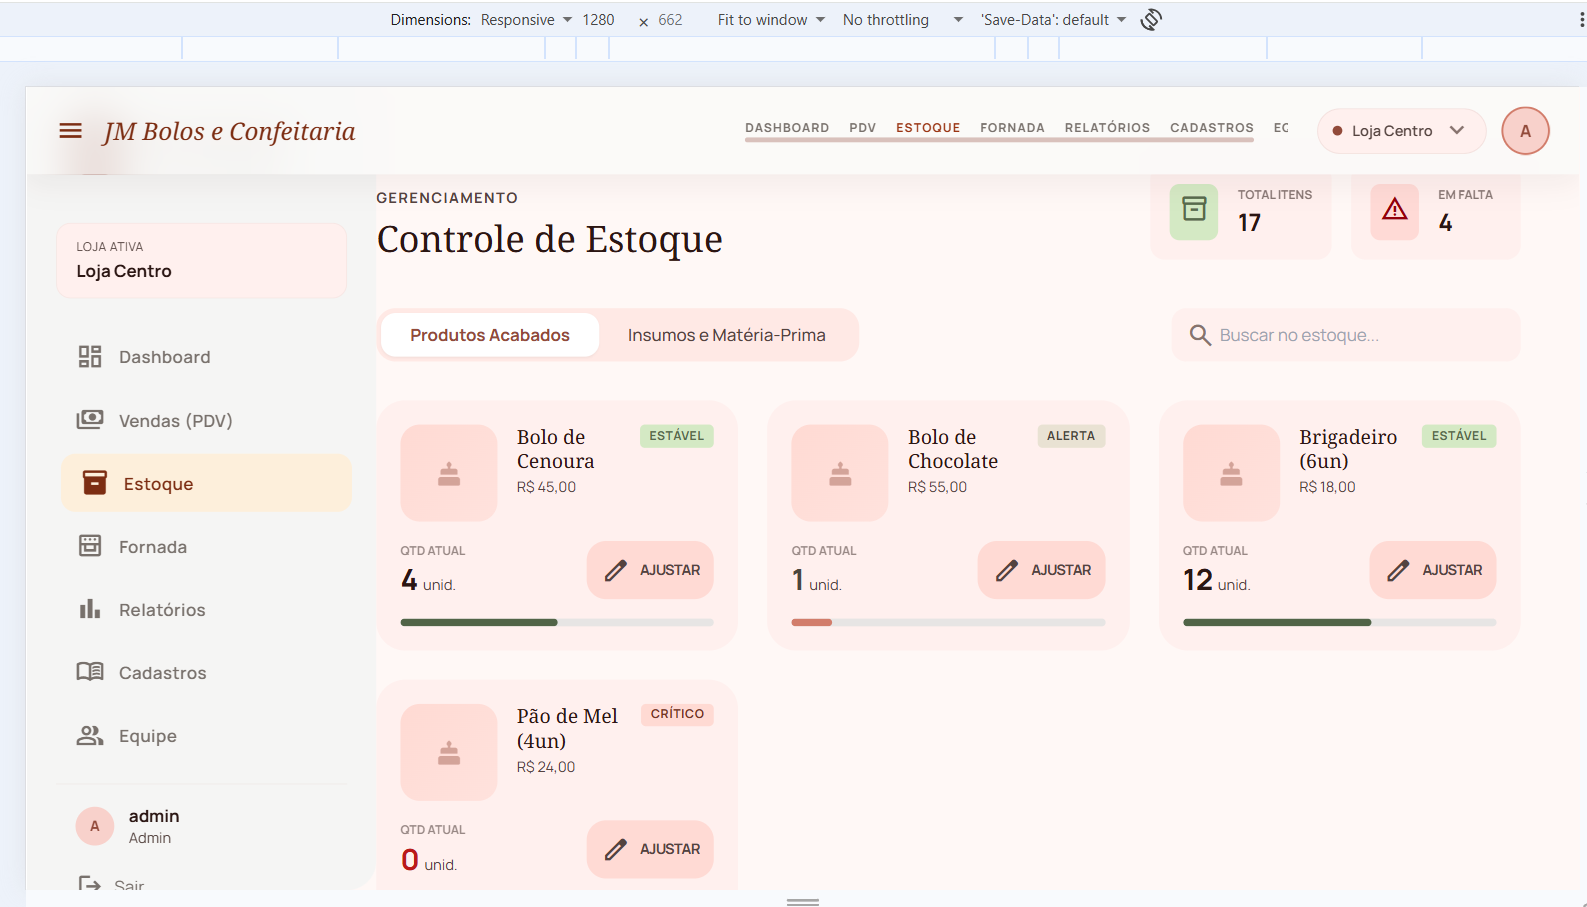 Dimensions: Responsive 1280 × 662 Fit to window No throttling 'Save-Data': default
JM Bolos e Confeitaria
DASHBOARD PDV ESTOQUE FORNADA RELATÓRIOS CADASTROS
Loja Centro
A
LOJA ATIVA
Loja Centro
Dashboard
Vendas (PDV)
Estoque
Fornada
Relatórios
Cadastros
Equipe
A
admin
Admin
Sair
GERENCIAMENTO
Controle de Estoque
TOTAL ITENS
17
EM FALTA
4
Produtos Acabados
Insumos e Matéria-Prima
Buscar no estoque...
Bolo de
Cenoura
ESTÁVEL
R$ 45,00
QTD ATUAL
4 unid.
AJUSTAR
Bolo de
Chocolate
ALERTA
R$ 55,00
QTD ATUAL
1 unid.
AJUSTAR
Brigadeiro
(6un)
ESTÁVEL
R$ 18,00
QTD ATUAL
12 unid.
AJUSTAR
Pão de Mel
(4un)
CRÍTICO
R$ 24,00
QTD ATUAL
0 unid.
AJUSTAR